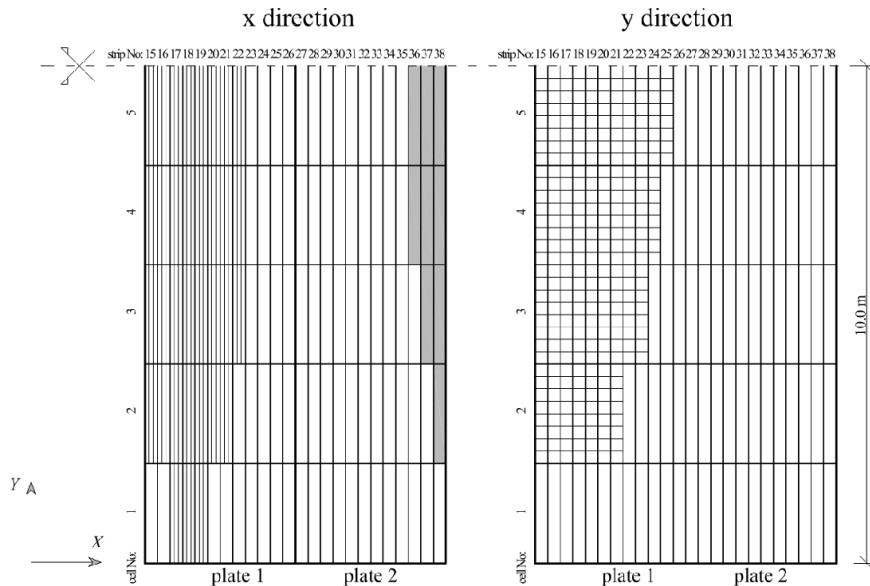 x direction
y direction
strip No: 15 16 17 18 19 20 21 22 23 24 25 26 27 28 29 30 31 32 33 34 35 36 37 38
strip No: 15 16 17 18 19 20 21 22 23 24 25 26 27 28 29 30 31 32 33 34 35 36 37 38
5
5
4
4
3
3
10.0 m
2
2
Y
1
1
X
cell No:
cell No:
plate 1
plate 2
plate 1
plate 2